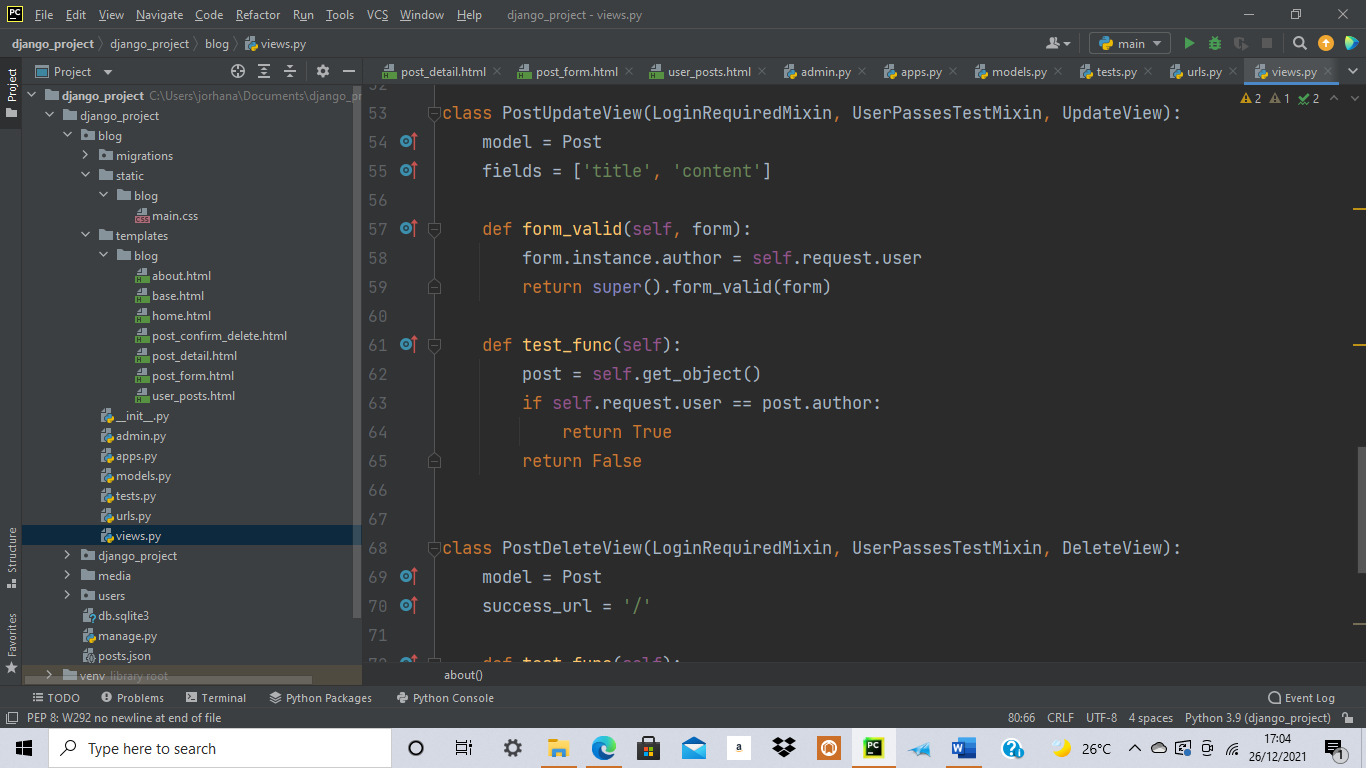 File Edit View Navigate Code Refactor Run Tools VCS Window Help django_project - views.py
django_project django_project blog views.py main
Project post_detail.html post_form.html user_posts.html admin.py apps.py models.py tests.py urls.py views.py
Project
django_project C:\Users\jorhana\Documents\django_pr
django_project
blog
migrations
static
blog
main.css
templates
blog
about.html
base.html
home.html
post_confirm_delete.html
post_detail.html
post_form.html
user_posts.html
__init__.py
admin.py
apps.py
models.py
tests.py
urls.py
views.py
django_project
media
users
db.sqlite3
manage.py
posts.json
venv library root
Structure
Favorites
2 1 2
52
53 class PostUpdateView(LoginRequiredMixin, UserPassesTestMixin, UpdateView):
54 model = Post
55 fields = ['title', 'content']
56
57 def form_valid(self, form):
58 form.instance.author = self.request.user
59 return super().form_valid(form)
60
61 def test_func(self):
62 post = self.get_object()
63 if self.request.user == post.author:
64 return True
65 return False
66
67
68 class PostDeleteView(LoginRequiredMixin, UserPassesTestMixin, DeleteView):
69 model = Post
70 success_url = '/'
71
72 def test_func(self):
about()
TODO Problems Terminal Python Packages Python Console Event Log
PEP 8: W292 no newline at end of file 80:66 CRLF UTF-8 4 spaces Python 3.9 (django_project)
Type here to search 26°C 17:04
26/12/2021 1